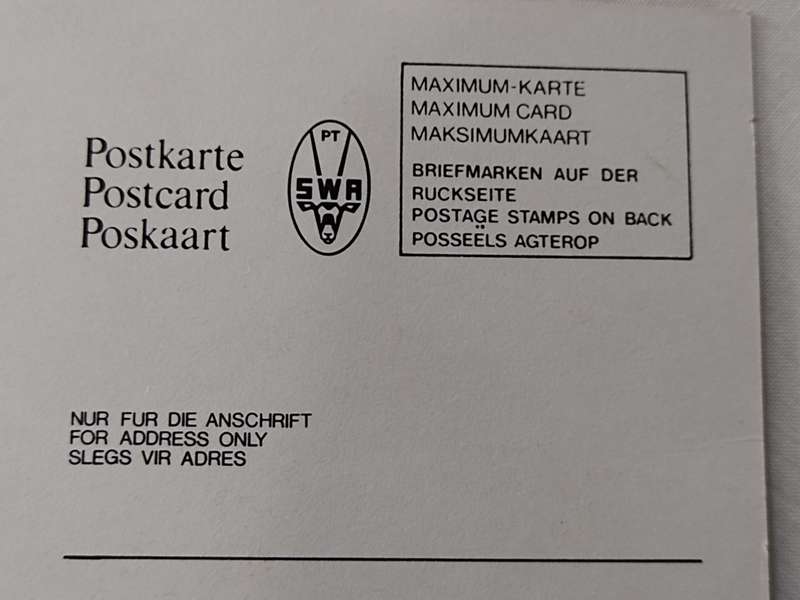 Postkarte
Postcard
Poskaart
PT
SWA
MAXIMUM-KARTE
MAXIMUM CARD
MAKSIMUMKAART
BRIEFMARKEN AUF DER
RUCKSEITE
POSTAGE STAMPS ON BACK
POSSEËLS AGTEROP
NUR FUR DIE ANSCHRIFT
FOR ADDRESS ONLY
SLEGS VIR ADRES